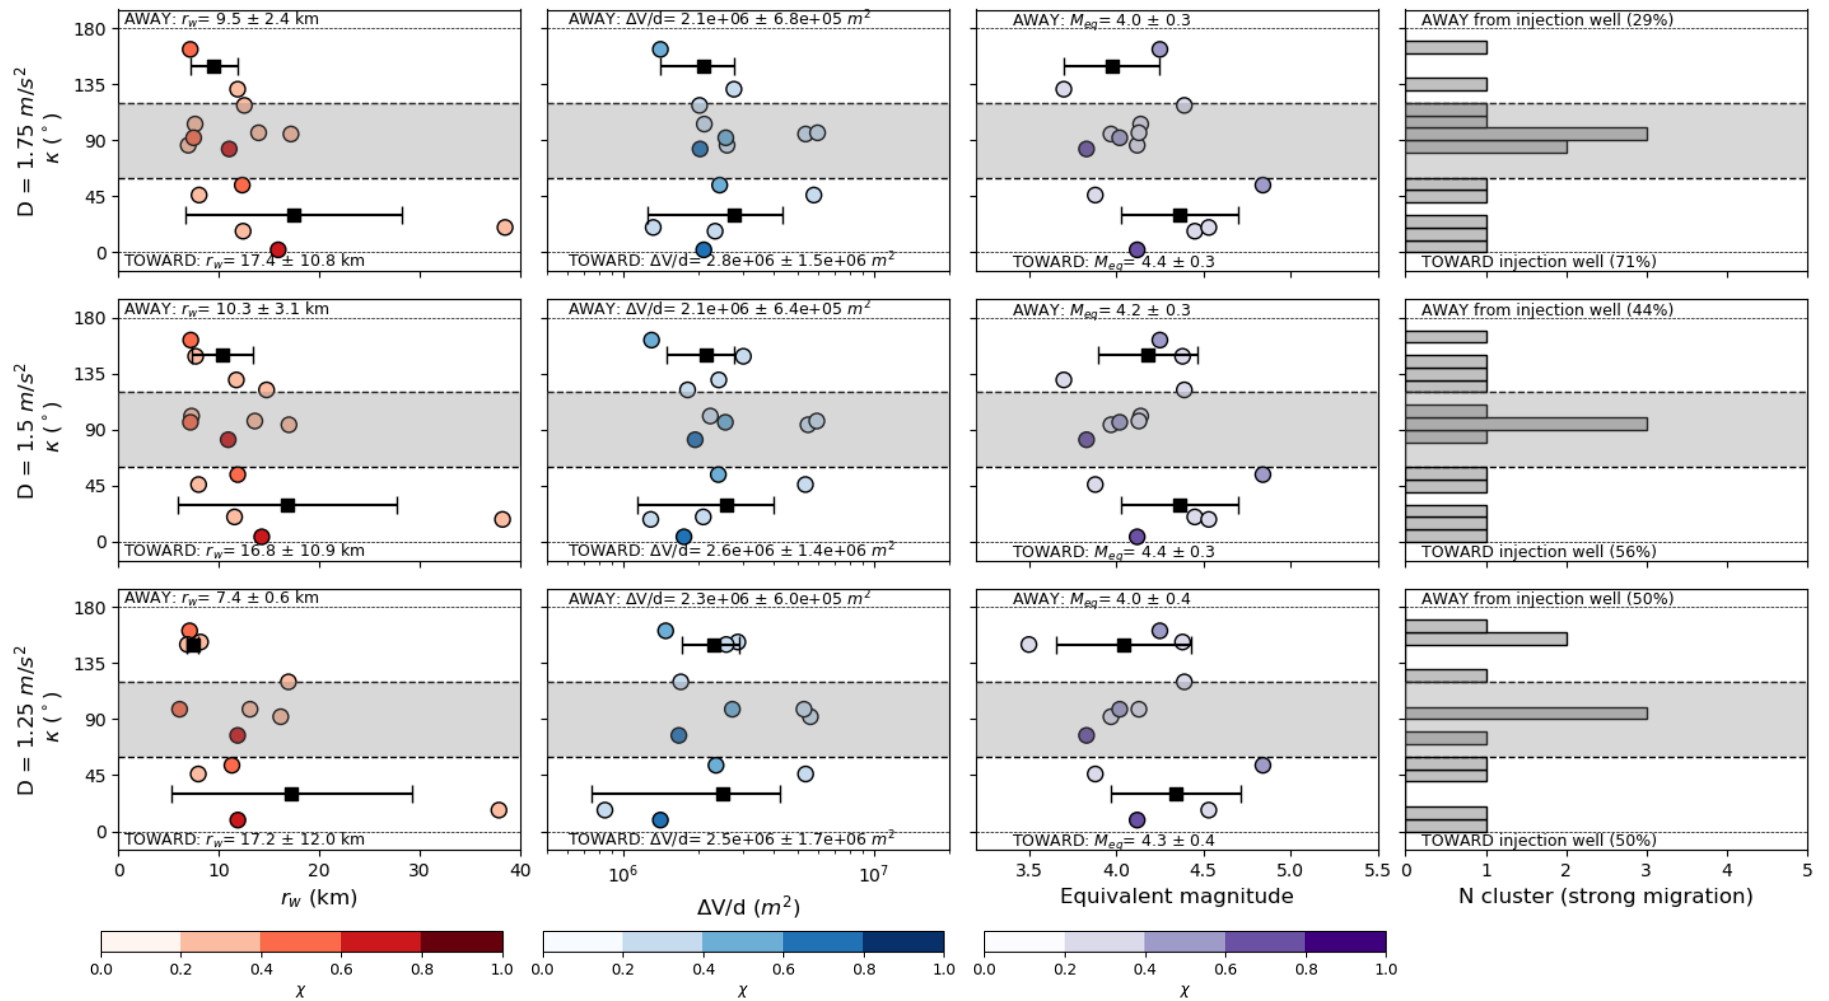 AWAY: r_w= 9.5 ± 2.4 km
AWAY: ΔV/d= 2.1e+06 ± 6.8e+05 m²
AWAY: M_eq= 4.0 ± 0.3
AWAY from injection well (29%)
D = 1.75 m/s²
κ (°)
180
135
90
45
0
TOWARD: r_w= 17.4 ± 10.8 km
TOWARD: ΔV/d= 2.8e+06 ± 1.5e+06 m²
TOWARD: M_eq= 4.4 ± 0.3
TOWARD injection well (71%)
AWAY: r_w= 10.3 ± 3.1 km
AWAY: ΔV/d= 2.1e+06 ± 6.4e+05 m²
AWAY: M_eq= 4.2 ± 0.3
AWAY from injection well (44%)
D = 1.5 m/s²
κ (°)
180
135
90
45
0
TOWARD: r_w= 16.8 ± 10.9 km
TOWARD: ΔV/d= 2.6e+06 ± 1.4e+06 m²
TOWARD: M_eq= 4.4 ± 0.3
TOWARD injection well (56%)
AWAY: r_w= 7.4 ± 0.6 km
AWAY: ΔV/d= 2.3e+06 ± 6.0e+05 m²
AWAY: M_eq= 4.0 ± 0.4
AWAY from injection well (50%)
D = 1.25 m/s²
κ (°)
180
135
90
45
0
TOWARD: r_w= 17.2 ± 12.0 km
TOWARD: ΔV/d= 2.5e+06 ± 1.7e+06 m²
TOWARD: M_eq= 4.3 ± 0.4
TOWARD injection well (50%)
0 10 20 30 40
10⁶ 10⁷
3.5 4.0 4.5 5.0 5.5
0 1 2 3 4 5
r_w (km)
ΔV/d (m²)
Equivalent magnitude
N cluster (strong migration)
0.0 0.2 0.4 0.6 0.8 1.0
χ
0.0 0.2 0.4 0.6 0.8 1.0
χ
0.0 0.2 0.4 0.6 0.8 1.0
χ